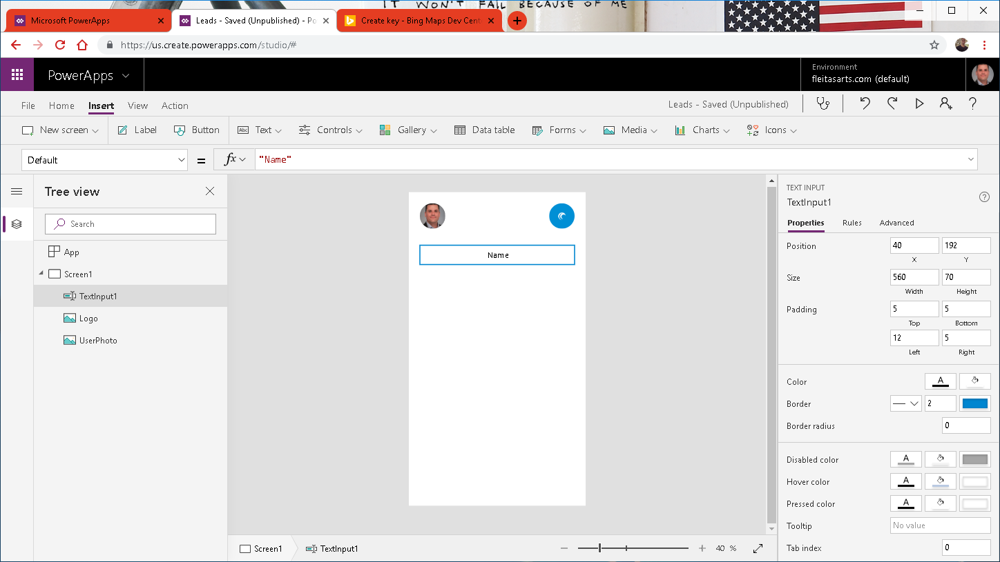 IT WON'T FAIL BECAUSE OF ME
Microsoft PowerApps
Leads - Saved (Unpublished) - Po
Create key - Bing Maps Dev Cent
https://us.create.powerapps.com/studio/#
PowerApps
Environment
fleitasarts.com (default)
File Home Insert View Action
Leads - Saved (Unpublished)
New screen Label Button Abc Text Controls Gallery Data table Forms Media Charts Icons
Default = fx "Name"
Tree view
Search
App
Screen1
TextInput1
Logo
UserPhoto
Name
TEXT INPUT
TextInput1
Properties Rules Advanced
Position 40 192
X Y
Size 560 70
Width Height
Padding 5 5
Top Bottom
12 5
Left Right
Color A
Border 2
Border radius 0
Disabled color A
Hover color A
Pressed color A
Tooltip No value
Tab index 0
Screen1 TextInput1 40 %